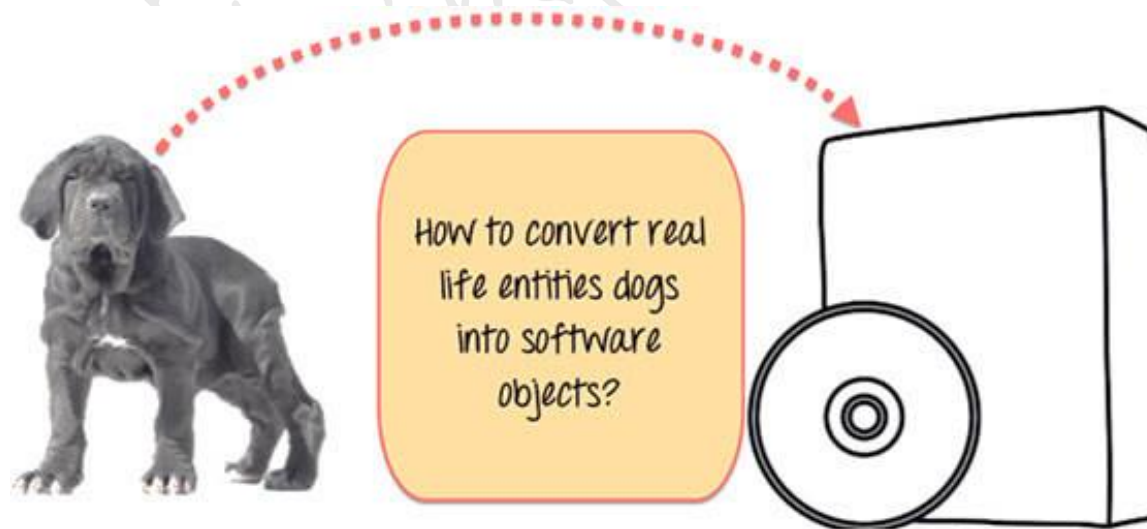 How to convert real
life entities dogs
into software
objects?